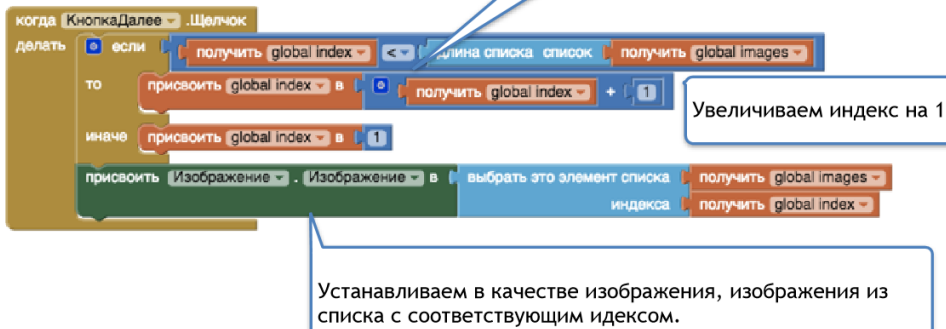 когда КнопкаДалее .Щелчок
делать если получить global index < длина списка список получить global images
то присвоить global index в получить global index + 1
Увеличиваем индекс на 1
иначе присвоить global index в 1
присвоить Изображение . Изображение в выбрать это элемент списка получить global images
индекса получить global index
Устанавливаем в качестве изображения, изображения из
списка с соответствующим идексом.